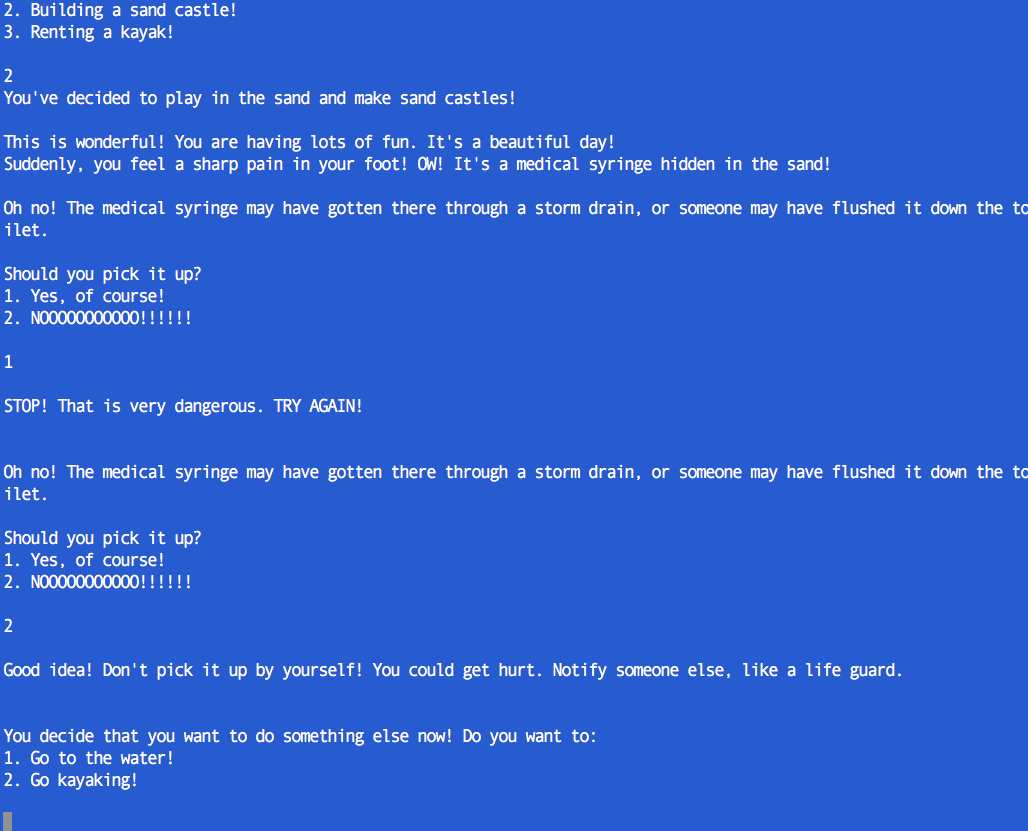 2. Building a sand castle!
3. Renting a kayak!
2
You've decided to play in the sand and make sand castles!
This is wonderful! You are having lots of fun. It's a beautiful day!
Suddenly, you feel a sharp pain in your foot! OW! It's a medical syringe hidden in the sand!
Oh no! The medical syringe may have gotten there through a storm drain, or someone may have flushed it down the to
ilet.
Should you pick it up?
1. Yes, of course!
2. NOOOOOOOOOOO!!!!!!
1
STOP! That is very dangerous. TRY AGAIN!
Oh no! The medical syringe may have gotten there through a storm drain, or someone may have flushed it down the to
ilet.
Should you pick it up?
1. Yes, of course!
2. NOOOOOOOOOOO!!!!!!
2
Good idea! Don't pick it up by yourself! You could get hurt. Notify someone else, like a life guard.
You decide that you want to do something else now! Do you want to:
1. Go to the water!
2. Go kayaking!